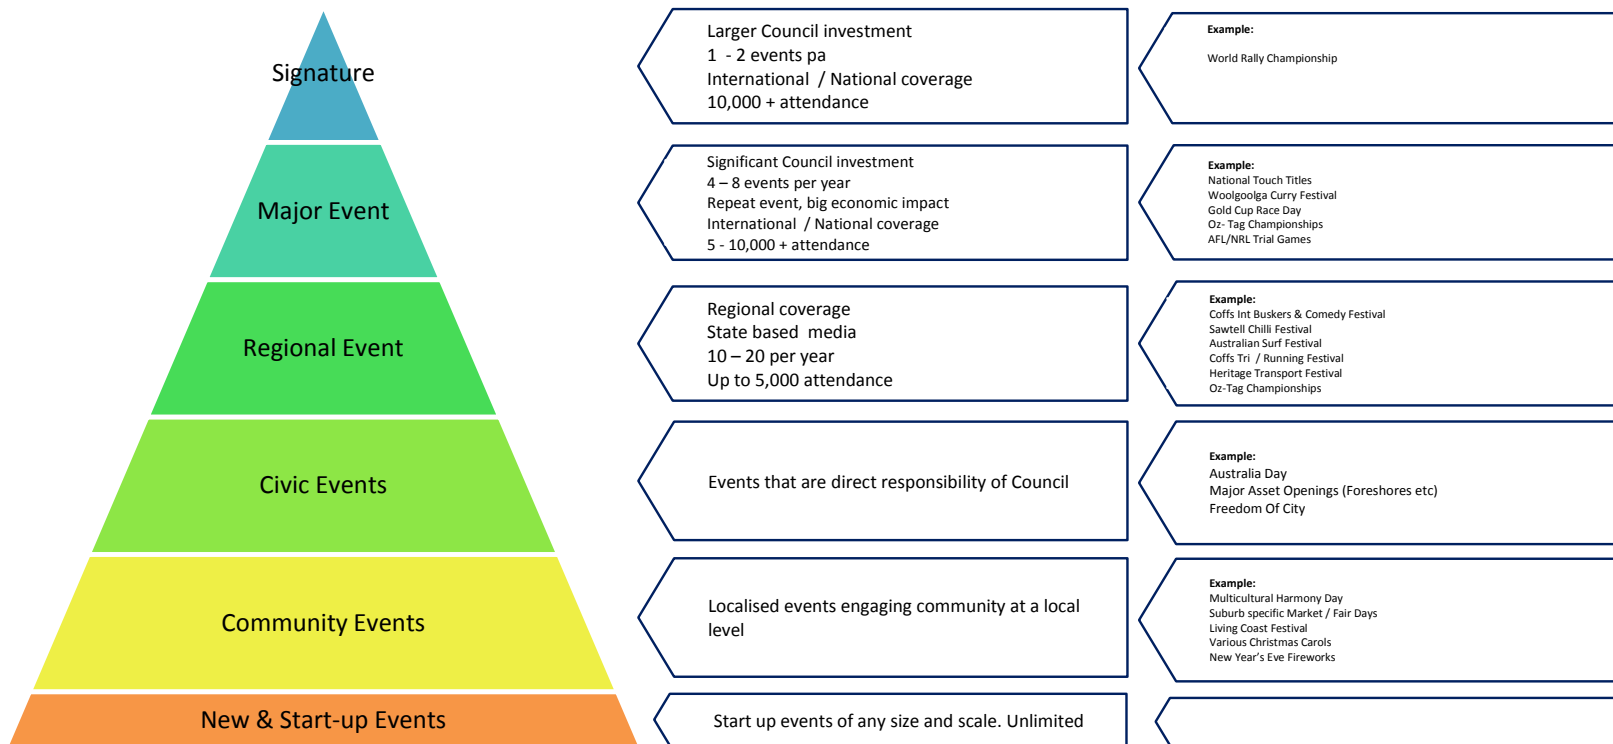 Signature
Larger Council investment
1  - 2 events pa
International  / National coverage
10,000 + attendance
Example:
World Rally Championship
Major Event
Significant Council investment
4 – 8 events per year
Repeat event, big economic impact
International  / National coverage
5 - 10,000 + attendance
Example:
National Touch Titles
Woolgoolga Curry Festival
Gold Cup Race Day
Oz- Tag Championships
AFL/NRL Trial Games
Regional Event
Regional coverage
State based  media
10 – 20 per year
Up to 5,000 attendance
Example:
Coffs Int Buskers & Comedy Festival
Sawtell Chilli Festival
Australian Surf Festival
Coffs Tri  / Running Festival
Heritage Transport Festival
Oz-Tag Championships
Civic Events
Events that are direct responsibility of Council
Example:
Australia Day
Major Asset Openings (Foreshores etc)
Freedom Of City
Community Events
Localised events engaging community at a local
level
Example:
Multicultural Harmony Day
Suburb specific Market / Fair Days
Living Coast Festival
Various Christmas Carols
New Year’s Eve Fireworks
New & Start-up Events
Start up events of any size and scale. Unlimited